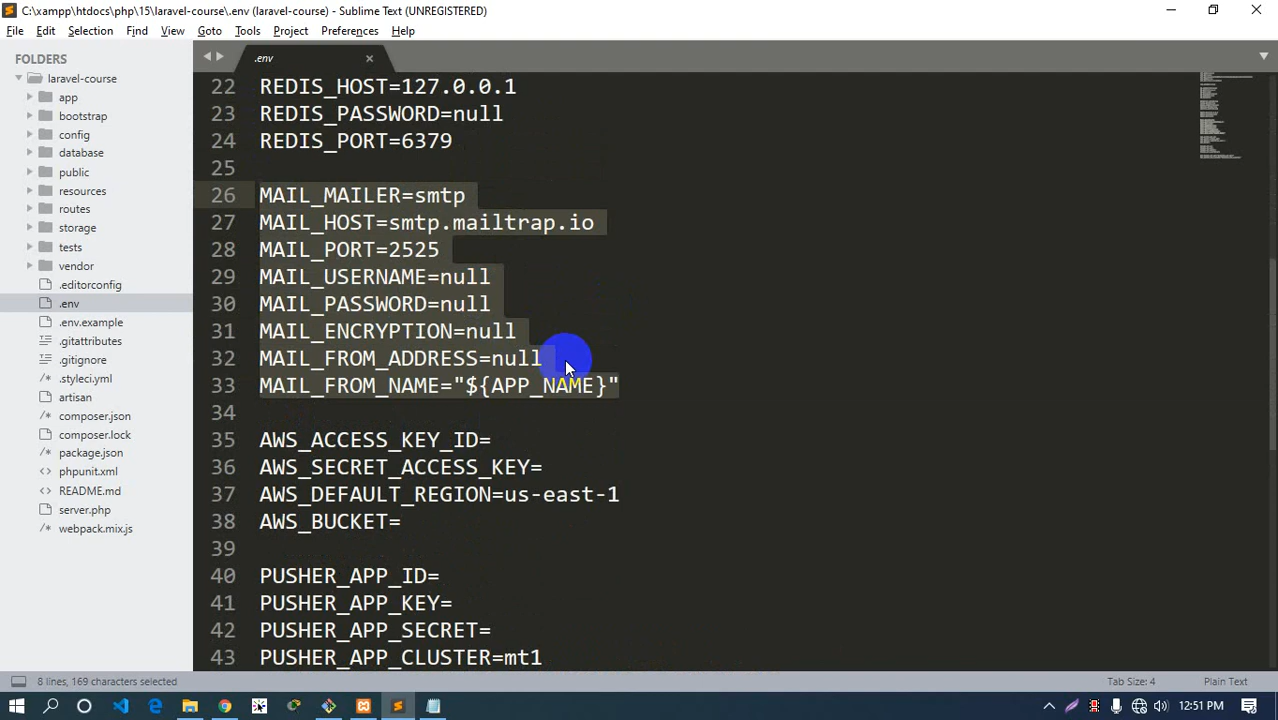 C:\xampp\htdocs\php\15\laravel-course\.env (laravel-course) - Sublime Text (UNREGISTERED)
File Edit Selection Find View Goto Tools Project Preferences Help
FOLDERS
laravel-course
app
bootstrap
config
database
public
resources
routes
storage
tests
vendor
.editorconfig
.env
.env.example
.gitattributes
.gitignore
.styleci.yml
artisan
composer.json
composer.lock
package.json
phpunit.xml
README.md
server.php
webpack.mix.js
.env
22 REDIS_HOST=127.0.0.1
23 REDIS_PASSWORD=null
24 REDIS_PORT=6379
25
26 MAIL_MAILER=smtp
27 MAIL_HOST=smtp.mailtrap.io
28 MAIL_PORT=2525
29 MAIL_USERNAME=null
30 MAIL_PASSWORD=null
31 MAIL_ENCRYPTION=null
32 MAIL_FROM_ADDRESS=null
33 MAIL_FROM_NAME="${APP_NAME}"
34
35 AWS_ACCESS_KEY_ID=
36 AWS_SECRET_ACCESS_KEY=
37 AWS_DEFAULT_REGION=us-east-1
38 AWS_BUCKET=
39
40 PUSHER_APP_ID=
41 PUSHER_APP_KEY=
42 PUSHER_APP_SECRET=
43 PUSHER_APP_CLUSTER=mt1
8 lines, 169 characters selected Tab Size: 4 Plain Text
12:51 PM